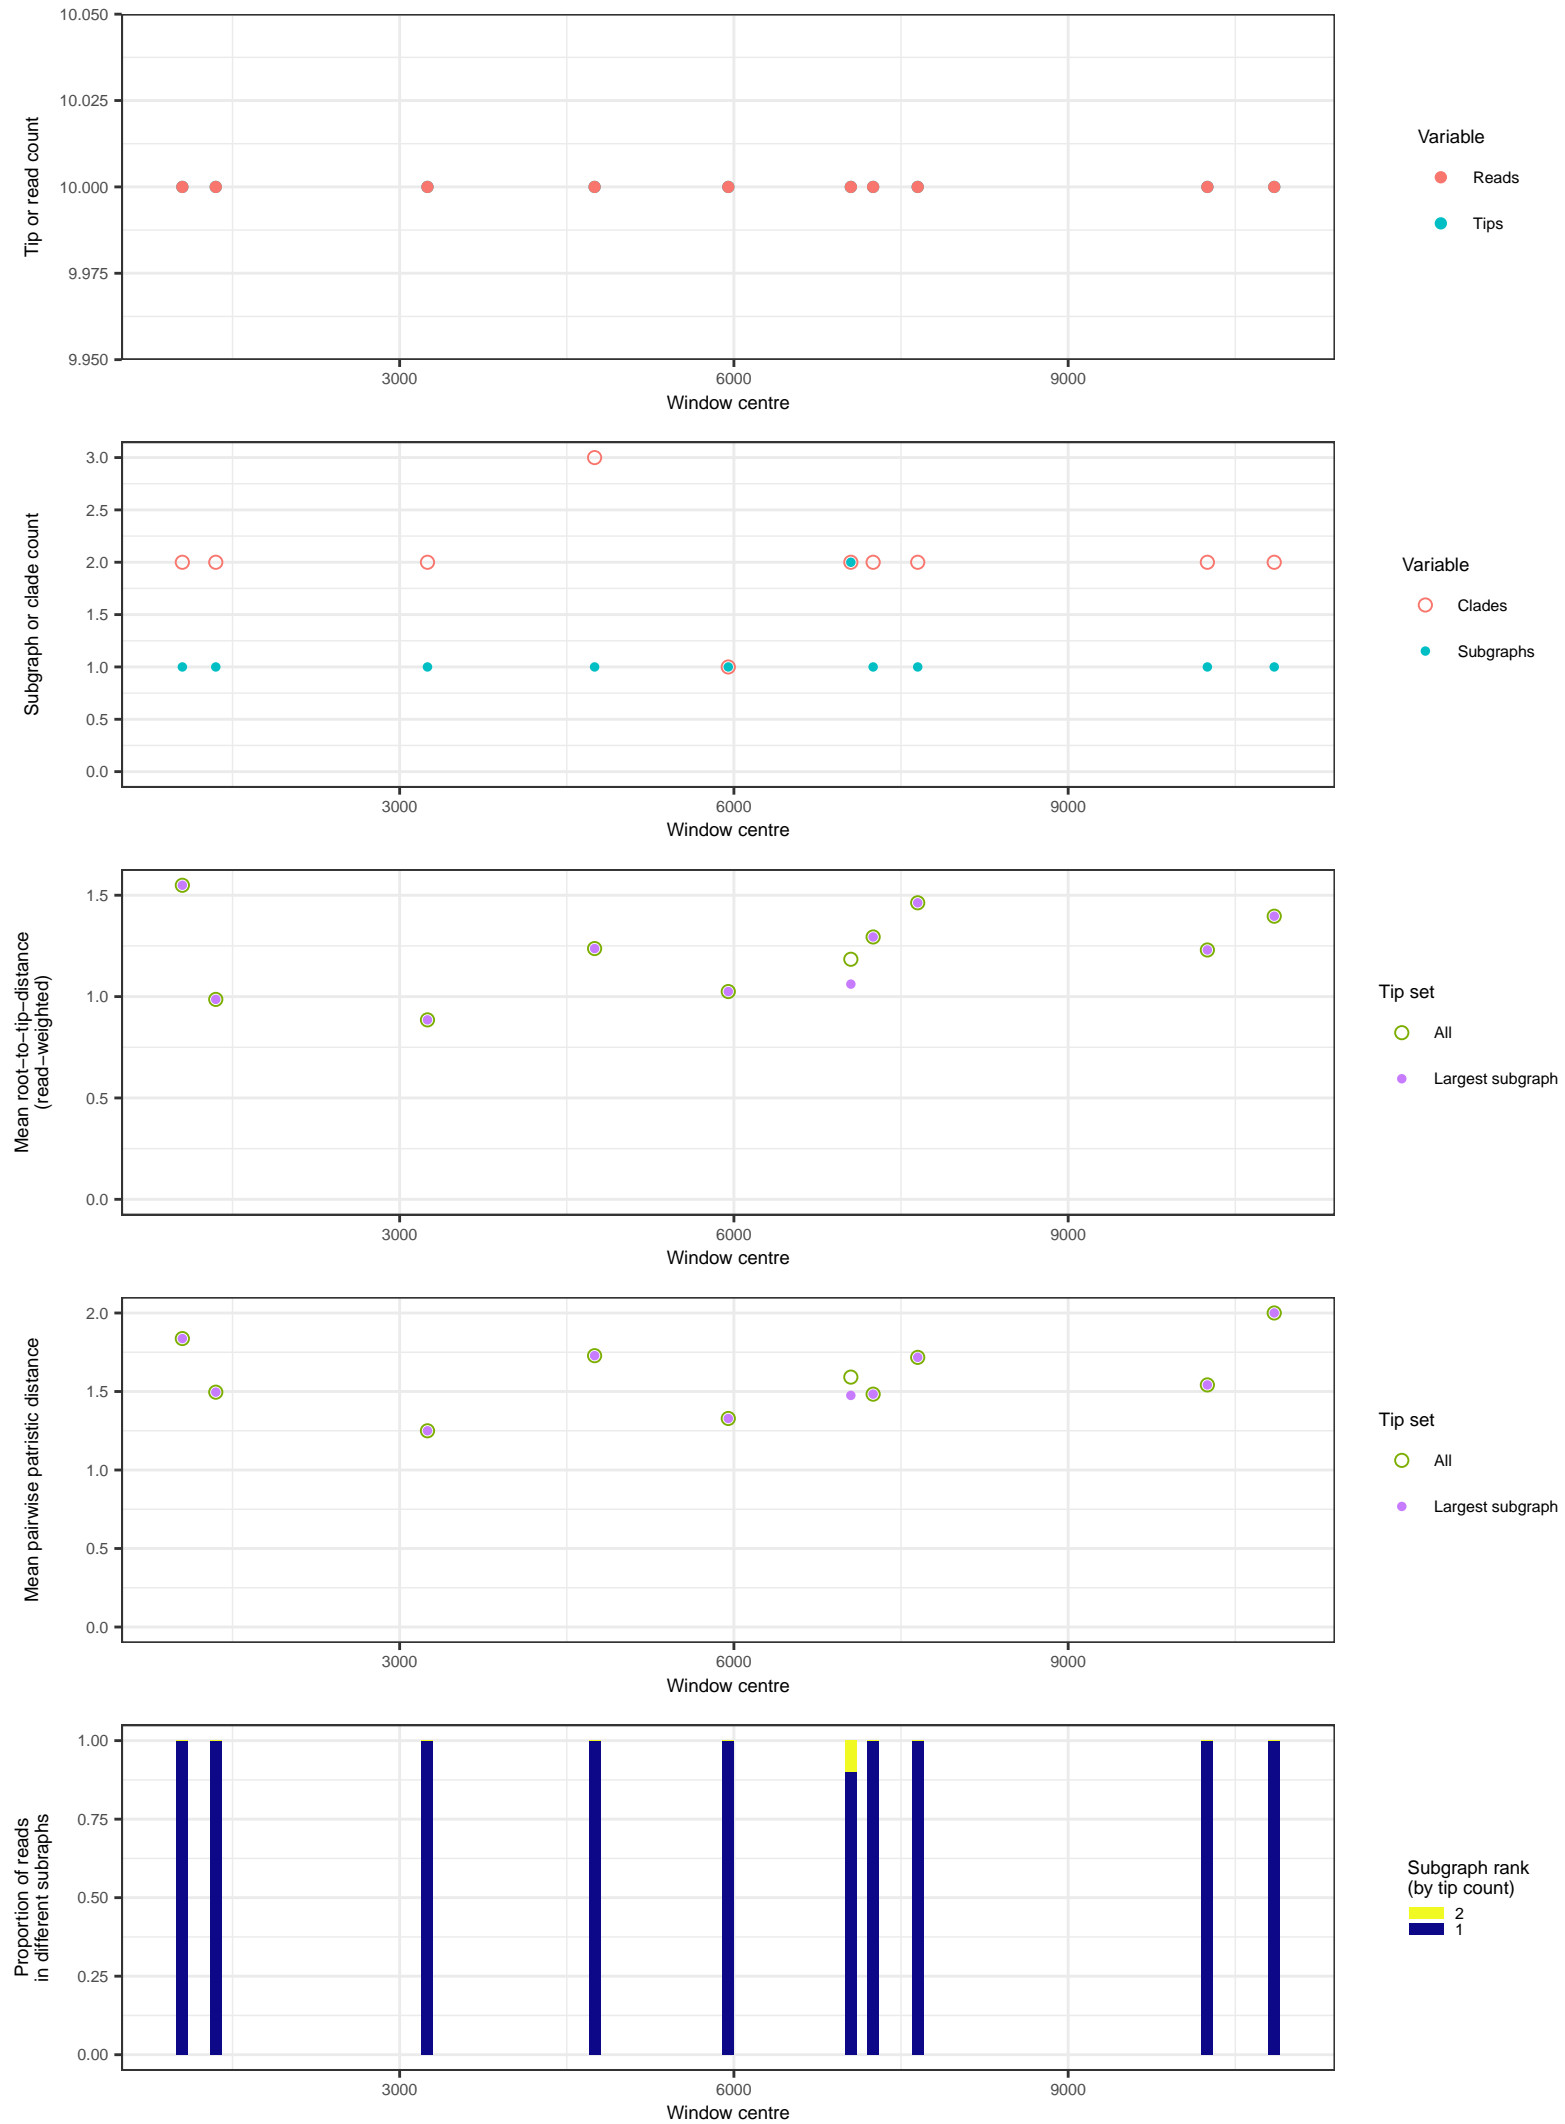 10.050
10.025
10.000
9.975
9.950
Tip or read count
3000 6000 9000
Window centre
Variable
Reads
Tips
3.0
2.5
2.0
1.5
1.0
0.5
0.0
Subgraph or clade count
3000 6000 9000
Window centre
Variable
Clades
Subgraphs
1.5
1.0
0.5
0.0
Mean root−to−tip−distance
(read−weighted)
3000 6000 9000
Window centre
Tip set
All
Largest subgraph
2.0
1.5
1.0
0.5
0.0
Mean pairwise patristic distance
3000 6000 9000
Window centre
Tip set
All
Largest subgraph
1.00
0.75
0.50
0.25
0.00
Proportion of reads
in different subraphs
3000 6000 9000
Window centre
Subgraph rank
(by tip count)
2
1